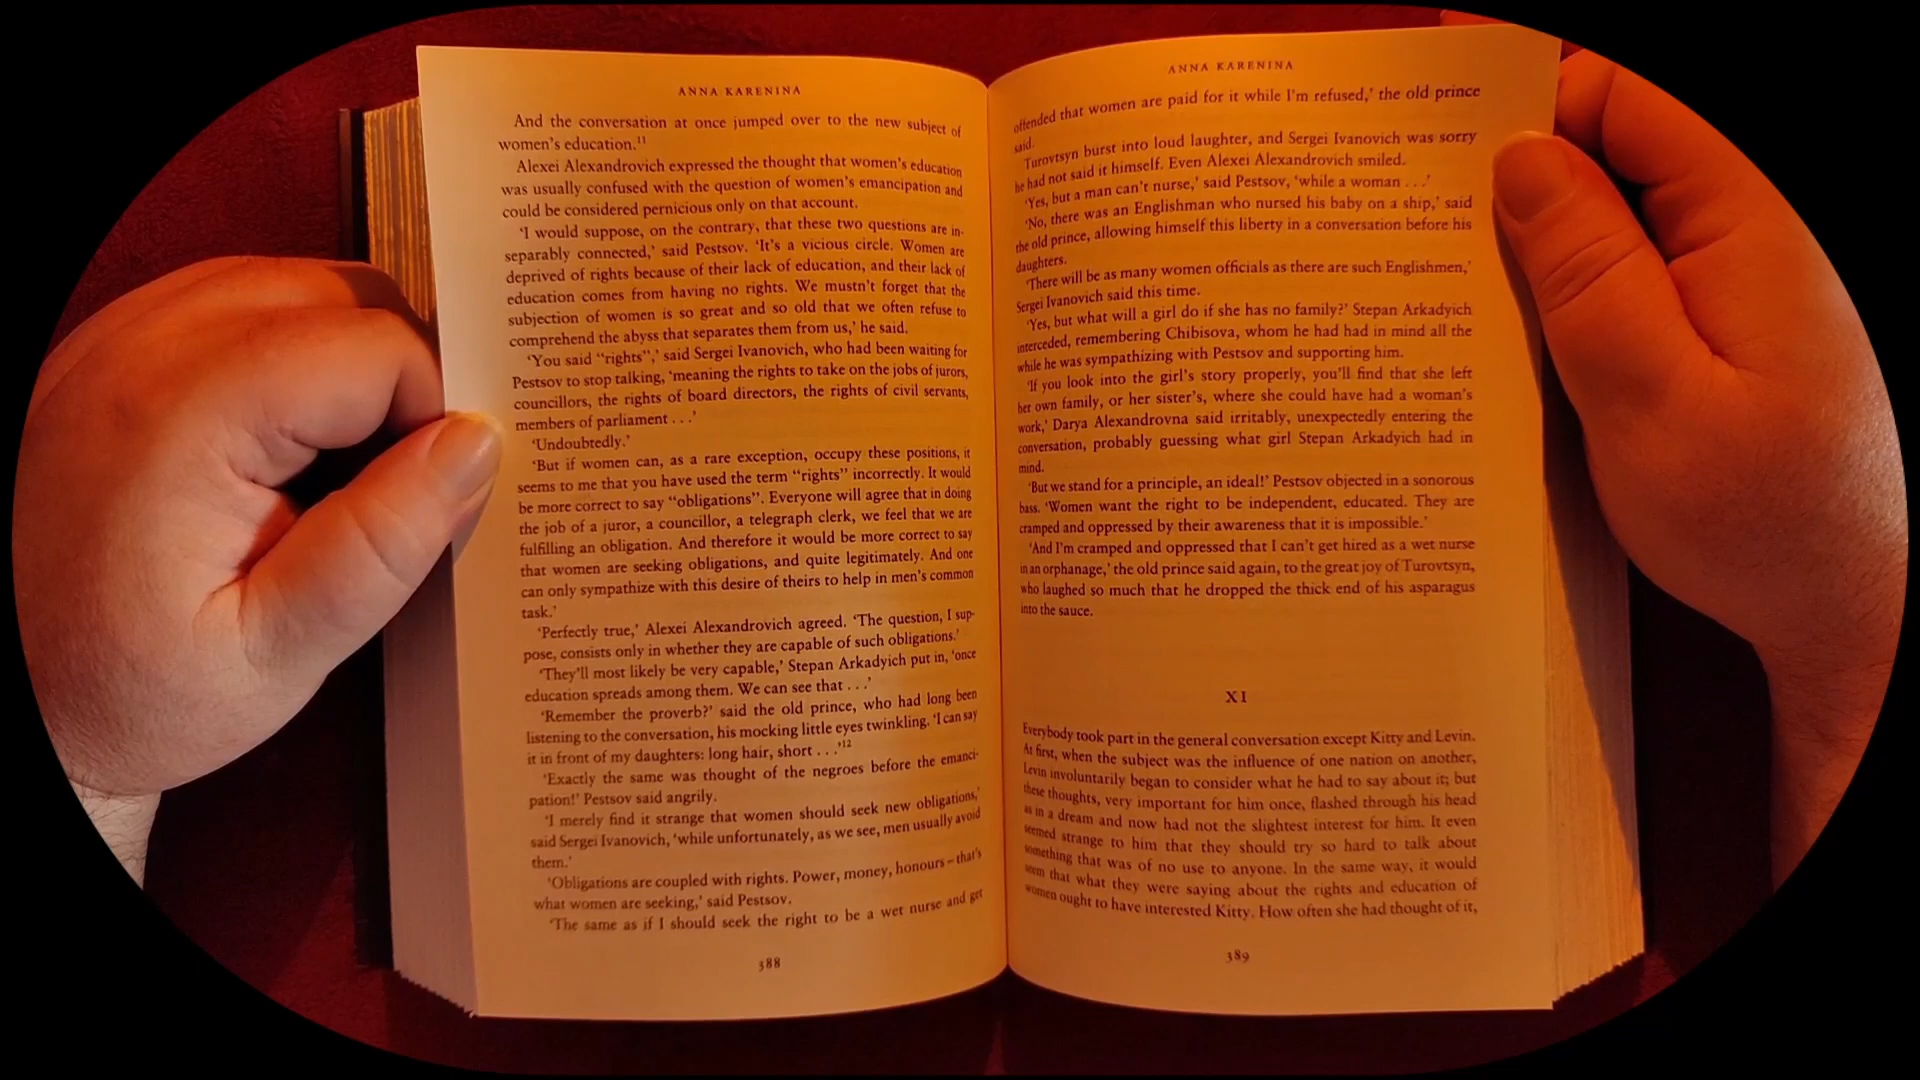 ANNA KARENINA
And the conversation at once jumped over to the new subject of
women's education.11
Alexei Alexandrovich expressed the thought that women's education
was usually confused with the question of women's emancipation and
could be considered pernicious only on that account.
‘I would suppose, on the contrary, that these two questions are in-
separably connected,’ said Pestsov. ‘It's a vicious circle. Women are
deprived of rights because of their lack of education, and their lack of
education comes from having no rights. We mustn't forget that the
subjection of women is so great and so old that we often refuse to
comprehend the abyss that separates them from us,’ he said.
‘You said “rights”,’ said Sergei Ivanovich, who had been waiting for
Pestsov to stop talking, ‘meaning the rights to take on the jobs of jurors,
councillors, the rights of board directors, the rights of civil servants,
members of parliament . . .’
‘Undoubtedly.’
‘But if women can, as a rare exception, occupy these positions, it
seems to me that you have used the term “rights” incorrectly. It would
be more correct to say “obligations”. Everyone will agree that in doing
the job of a juror, a councillor, a telegraph clerk, we feel that we are
fulfilling an obligation. And therefore it would be more correct to say
that women are seeking obligations, and quite legitimately. And one
can only sympathize with this desire of theirs to help in men's common
task.’
‘Perfectly true,’ Alexei Alexandrovich agreed. ‘The question, I sup-
pose, consists only in whether they are capable of such obligations.’
‘They'll most likely be very capable,’ Stepan Arkadyich put in, ‘once
education spreads among them. We can see that . . .’
‘Remember the proverb?’ said the old prince, who had long been
listening to the conversation, his mocking little eyes twinkling. ‘I can say
it in front of my daughters: long hair, short . . .’12
‘Exactly the same was thought of the negroes before the emanci-
pation!’ Pestsov said angrily.
‘I merely find it strange that women should seek new obligations,’
said Sergei Ivanovich, ‘while unfortunately, as we see, men usually avoid
them.’
‘Obligations are coupled with rights. Power, money, honours – that's
what women are seeking,’ said Pestsov.
‘The same as if I should seek the right to be a wet nurse and get
388
ANNA KARENINA
offended that women are paid for it while I'm refused,’ the old prince
said.
Turovtsyn burst into loud laughter, and Sergei Ivanovich was sorry
he had not said it himself. Even Alexei Alexandrovich smiled.
‘Yes, but a man can't nurse,’ said Pestsov, ‘while a woman . . .’
‘No, there was an Englishman who nursed his baby on a ship,’ said
the old prince, allowing himself this liberty in a conversation before his
daughters.
‘There will be as many women officials as there are such Englishmen,’
Sergei Ivanovich said this time.
‘Yes, but what will a girl do if she has no family?’ Stepan Arkadyich
interceded, remembering Chibisova, whom he had had in mind all the
while he was sympathizing with Pestsov and supporting him.
‘If you look into the girl's story properly, you'll find that she left
her own family, or her sister's, where she could have had a woman's
work,’ Darya Alexandrovna said irritably, unexpectedly entering the
conversation, probably guessing what girl Stepan Arkadyich had in
mind.
‘But we stand for a principle, an ideal!’ Pestsov objected in a sonorous
bass. ‘Women want the right to be independent, educated. They are
cramped and oppressed by their awareness that it is impossible.’
‘And I'm cramped and oppressed that I can't get hired as a wet nurse
in an orphanage,’ the old prince said again, to the great joy of Turovtsyn,
who laughed so much that he dropped the thick end of his asparagus
into the sauce.
XI
Everybody took part in the general conversation except Kitty and Levin.
At first, when the subject was the influence of one nation on another,
Levin involuntarily began to consider what he had to say about it; but
these thoughts, very important for him once, flashed through his head
as in a dream and now had not the slightest interest for him. It even
seemed strange to him that they should try so hard to talk about
something that was of no use to anyone. In the same way, it would
seem that what they were saying about the rights and education of
women ought to have interested Kitty. How often she had thought of it,
389